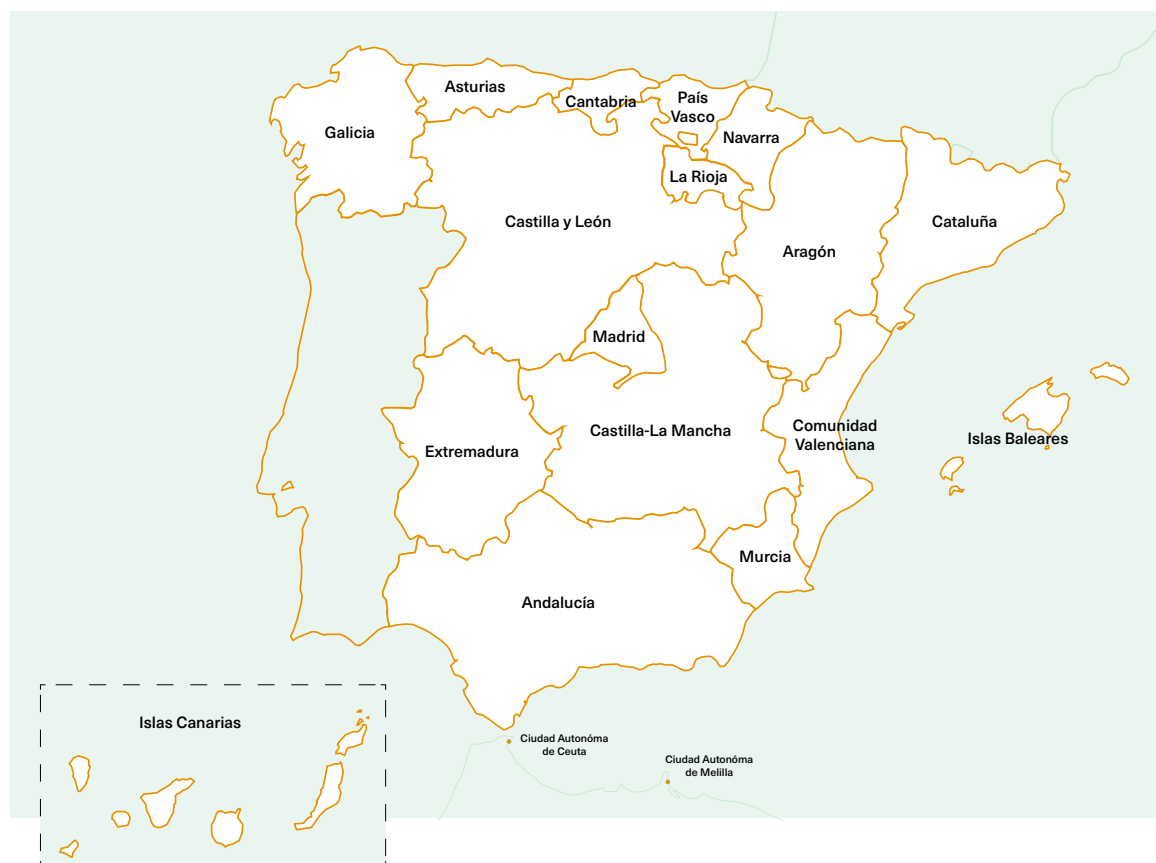 Asturias
Cantabria
País
Vasco
Galicia
Navarra
La Rioja
Castilla y León
Cataluña
Aragón
Madrid
Comunidad
Valenciana
Castilla-La Mancha
Islas Baleares
Extremadura
Murcia
Andalucía
Islas Canarias
Ciudad Autonóma
de Ceuta
Ciudad Autonóma
de Melilla